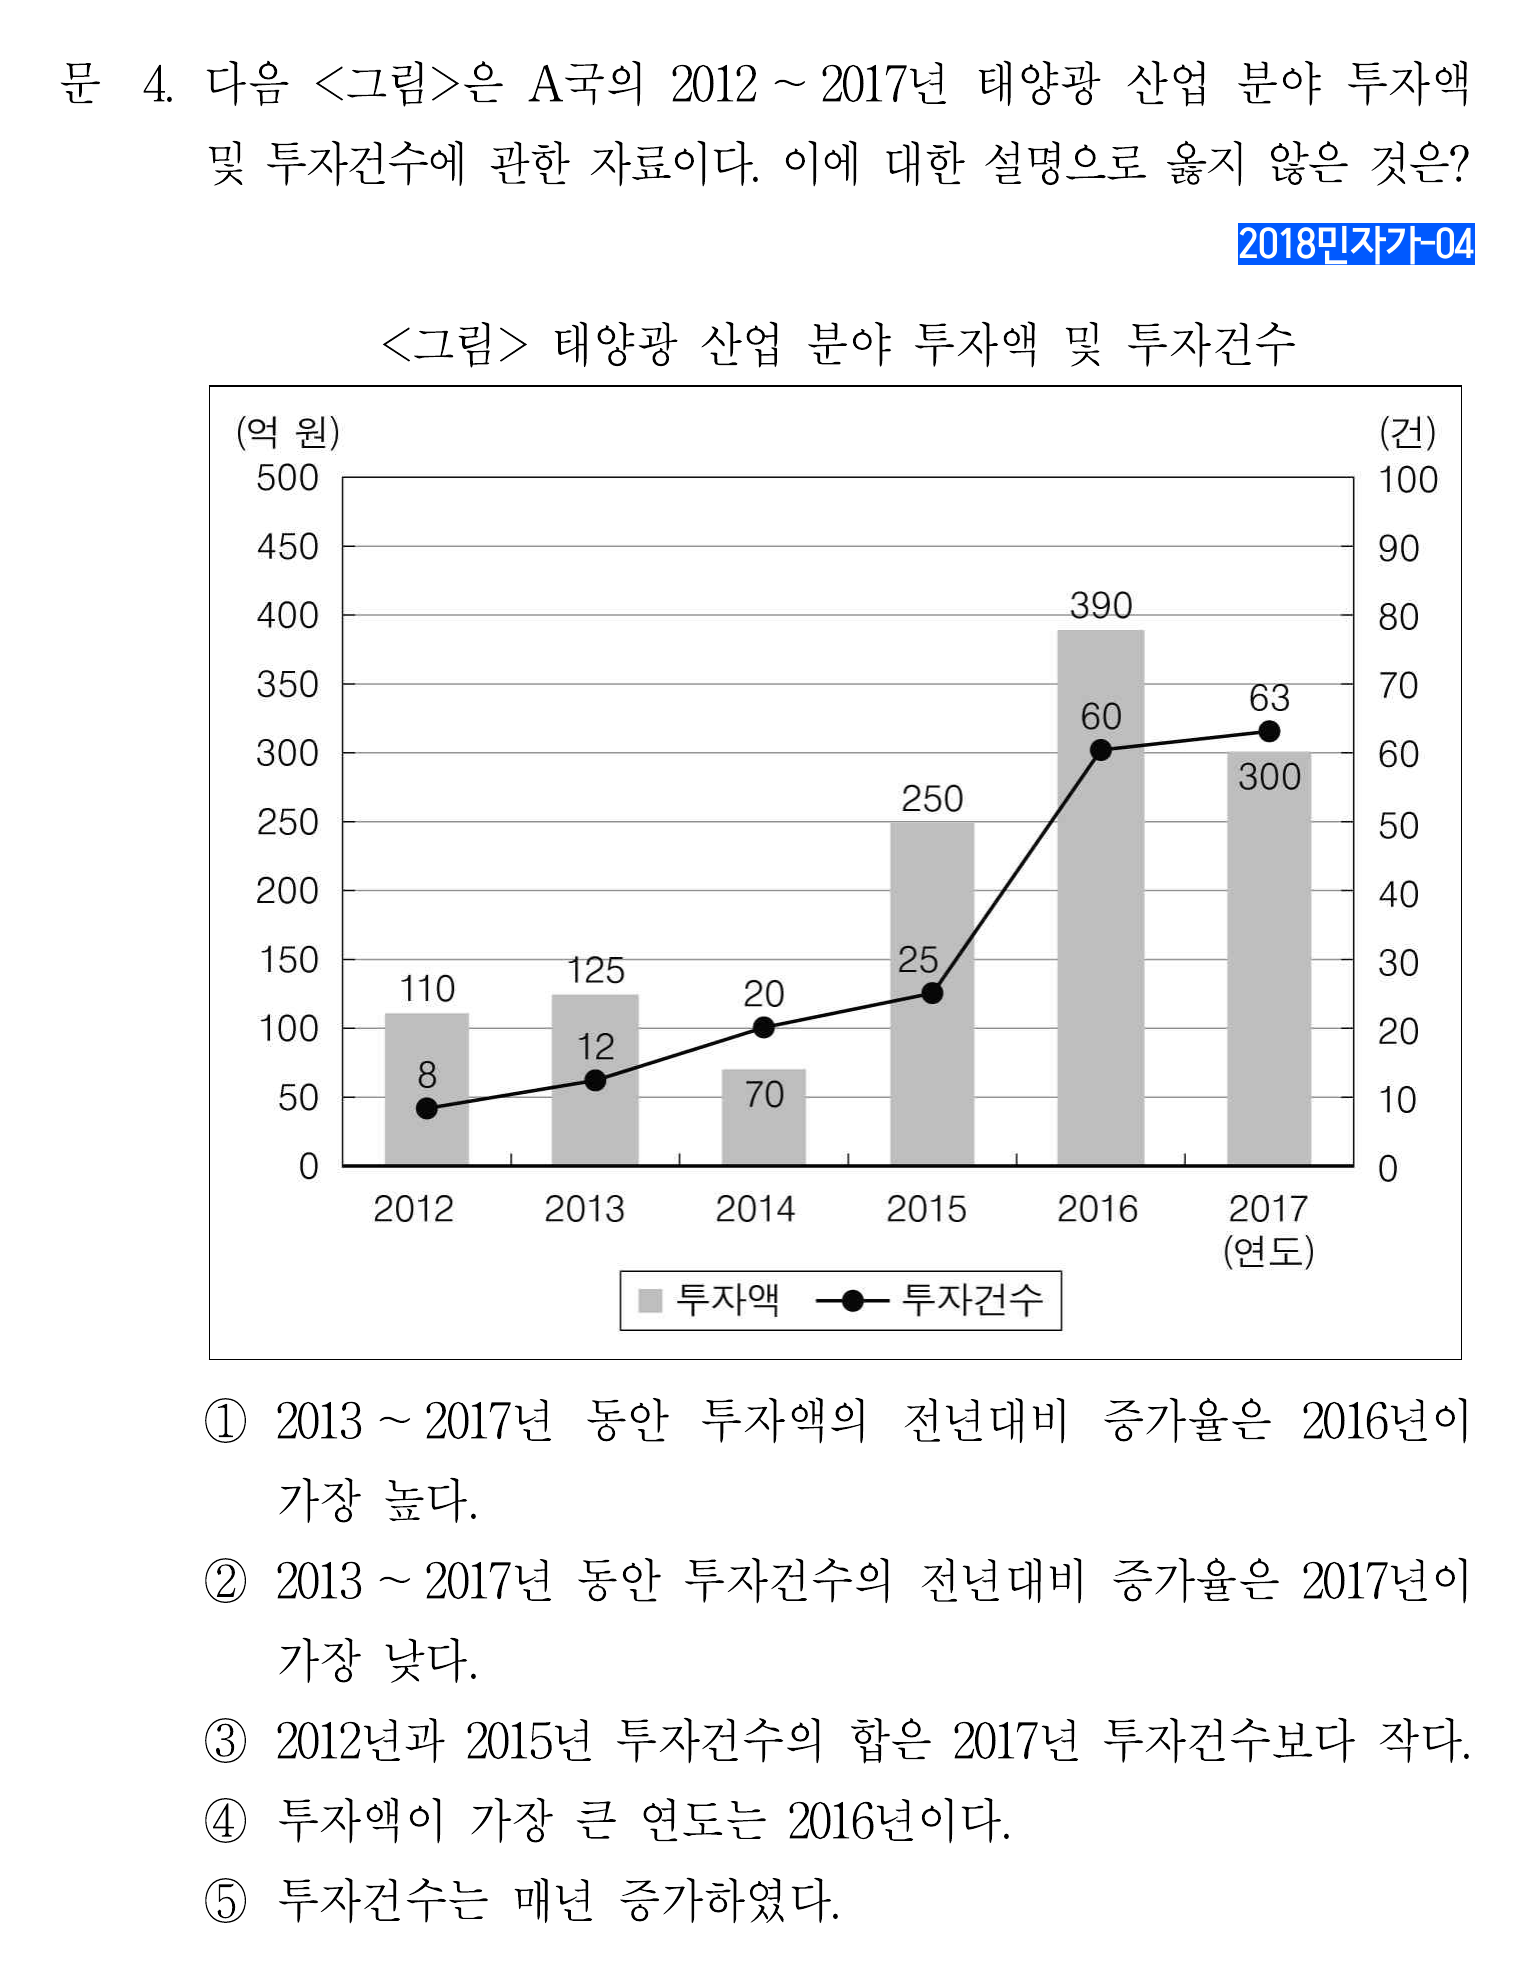 문 4. 다음 <그림>은 A국의 2012 ~ 2017년 태양광 산업 분야 투자액
및 투자건수에 관한 자료이다. 이에 대한 설명으로 옳지 않은 것은?
2018민자가-04
<그림> 태양광 산업 분야 투자액 및 투자건수
(억 원) (건)
500 100
450 90
400 390 80
350 70
63
60
300 300 60
250 250 50
200 40
150 25 30
110 125 20
100 12 20
8 70
50 10
0 0
2012 2013 2014 2015 2016 2017
(연도)
투자액 투자건수
① 2013 ~ 2017년 동안 투자액의 전년대비 증가율은 2016년이
가장 높다.
② 2013 ~ 2017년 동안 투자건수의 전년대비 증가율은 2017년이
가장 낮다.
③ 2012년과 2015년 투자건수의 합은 2017년 투자건수보다 작다.
④ 투자액이 가장 큰 연도는 2016년이다.
⑤ 투자건수는 매년 증가하였다.